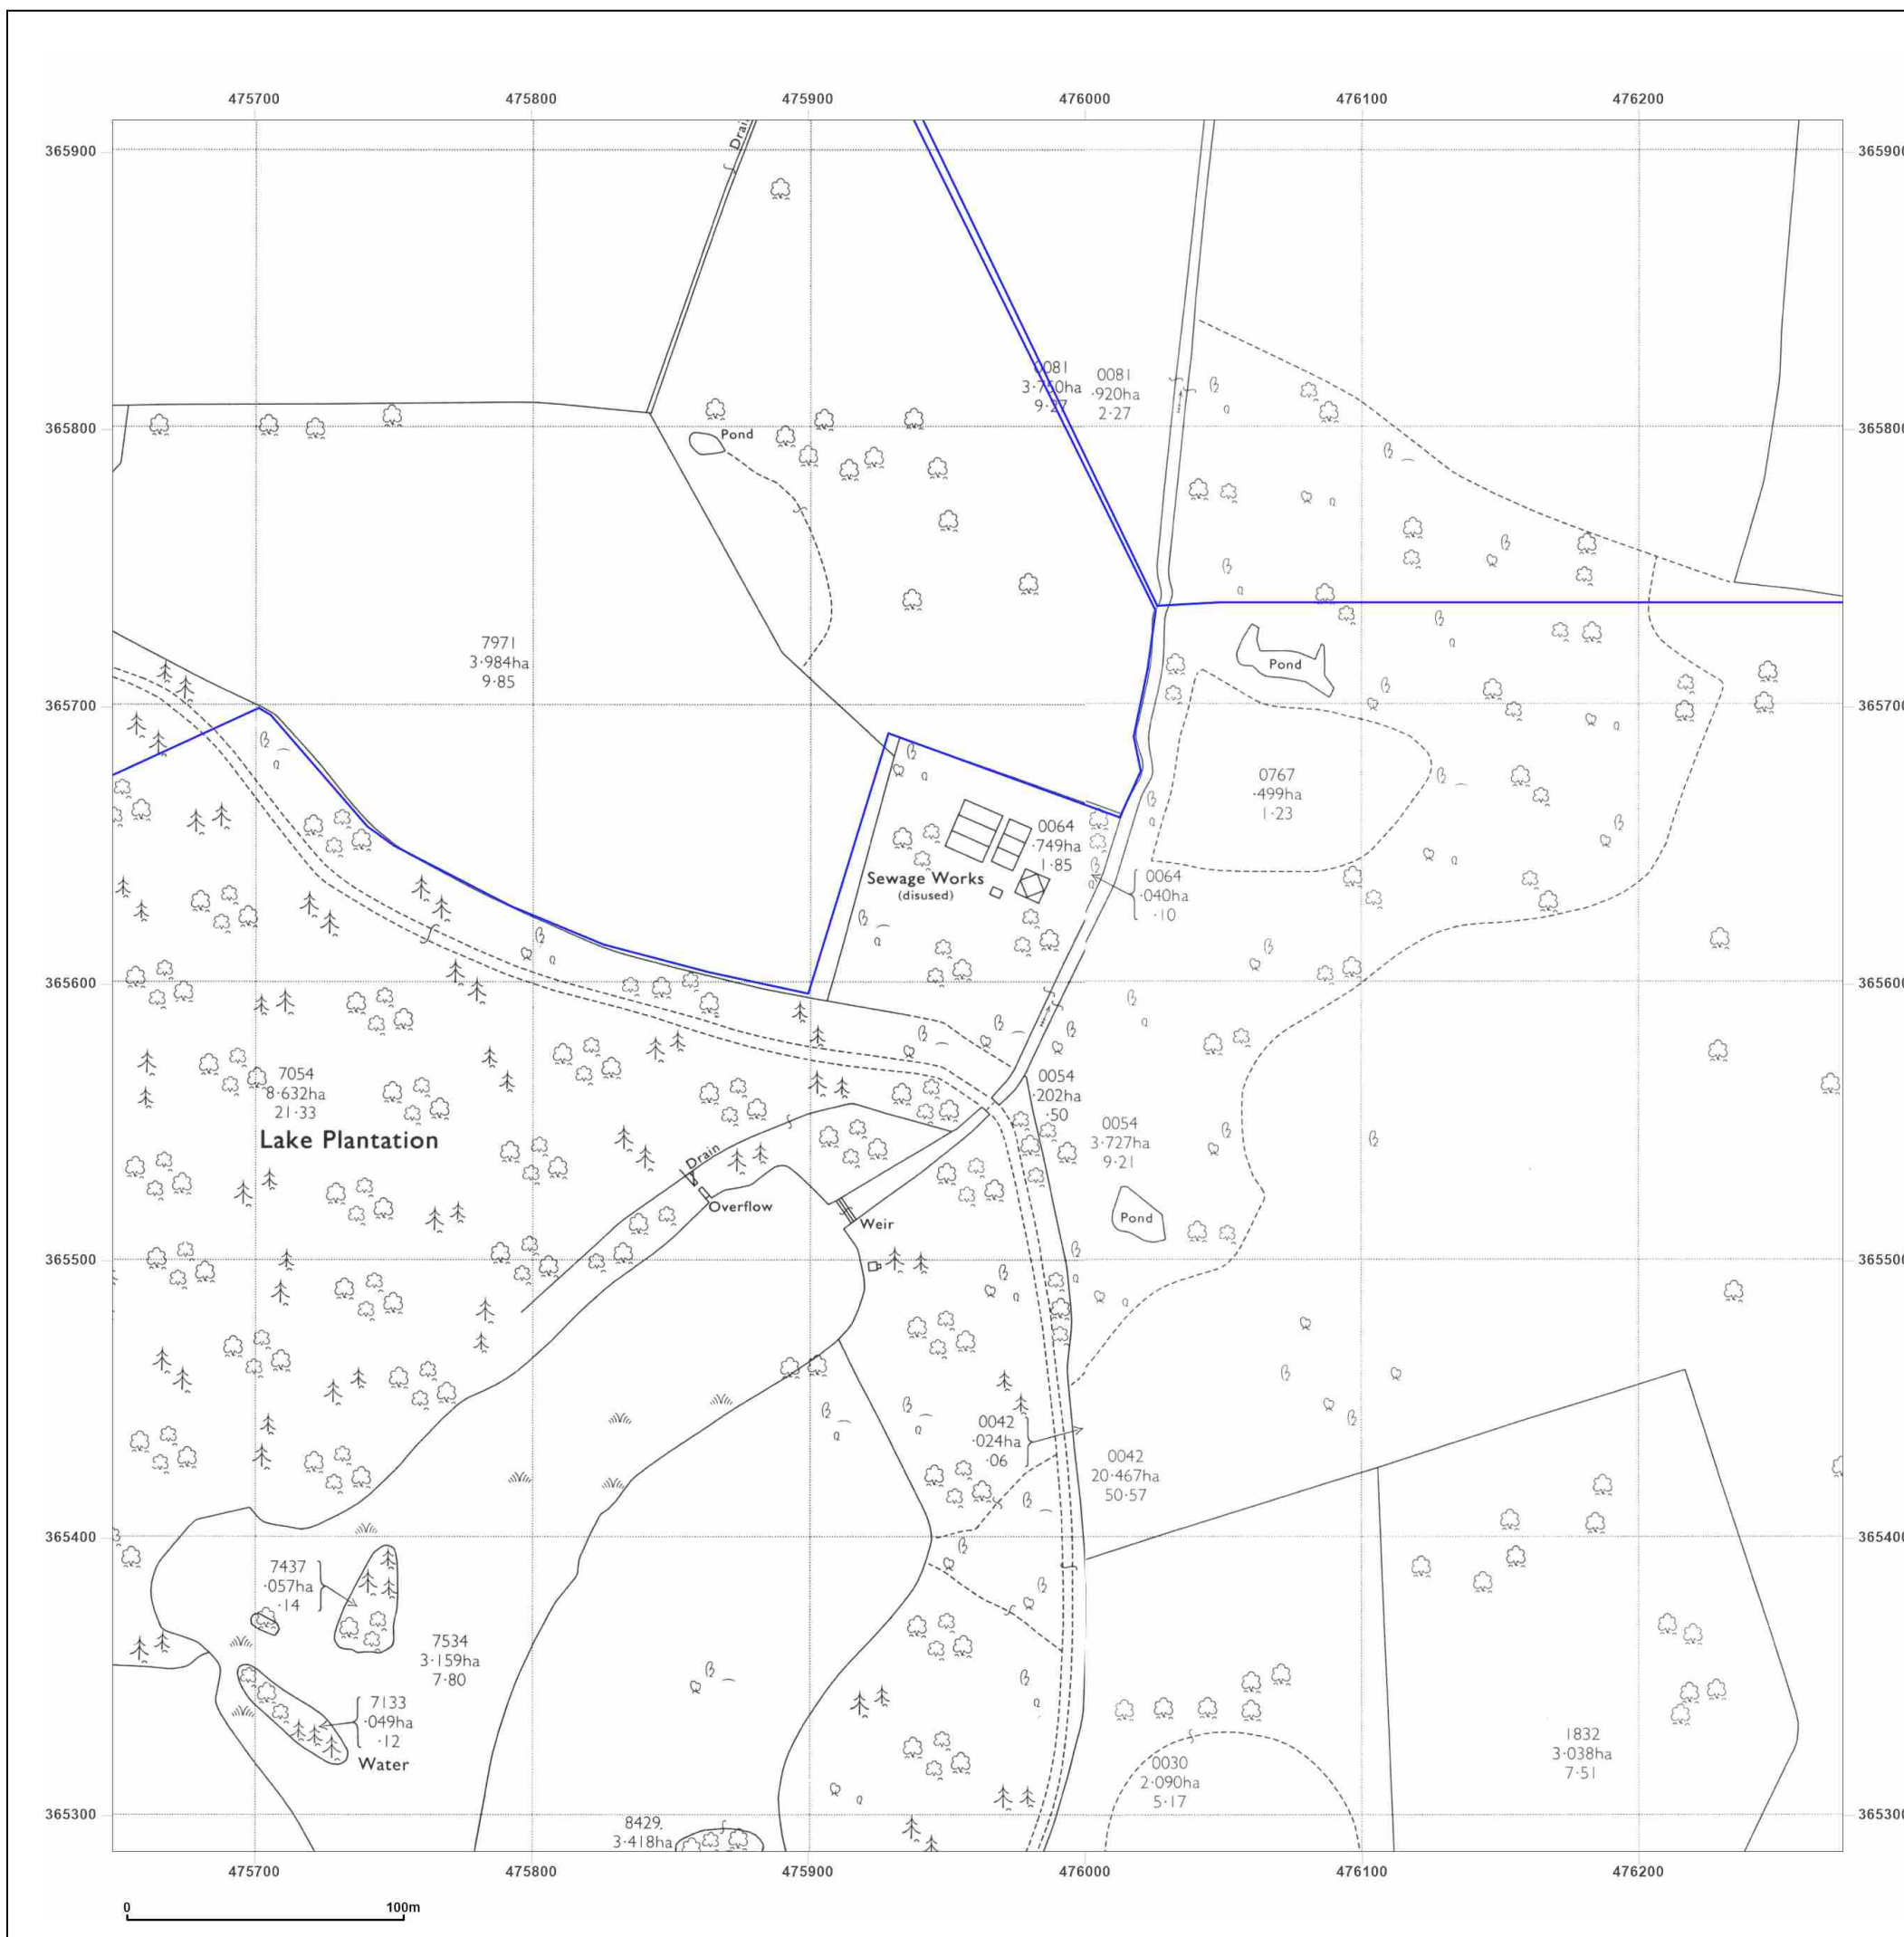 475700 475800 475900 476000 476100 476200
365900 365900
Drain
0081
3·750ha
9·27
0081
·920ha
2·27
365800 365800
Pond
7971
3·984ha
9·85
Pond
365700 365700
0767
·499ha
1·23
0064
·749ha
1·85
Sewage Works
(disused)
0064
·040ha
·10
365600 365600
7054
8·632ha
21·33
Lake Plantation
0054
·202ha
·50
0054
3·727ha
9·21
Drain
Overflow
Weir
Pond
365500 365500
0042
·024ha
·06
0042
20·467ha
50·57
365400 365400
7437
·057ha
·14
7534
3·159ha
7·80
7133
·049ha
·12
Water
0030
2·090ha
5·17
1832
3·038ha
7·51
365300 365300
8429
3·418ha
475700 475800 475900 476000 476100 476200
0 100m